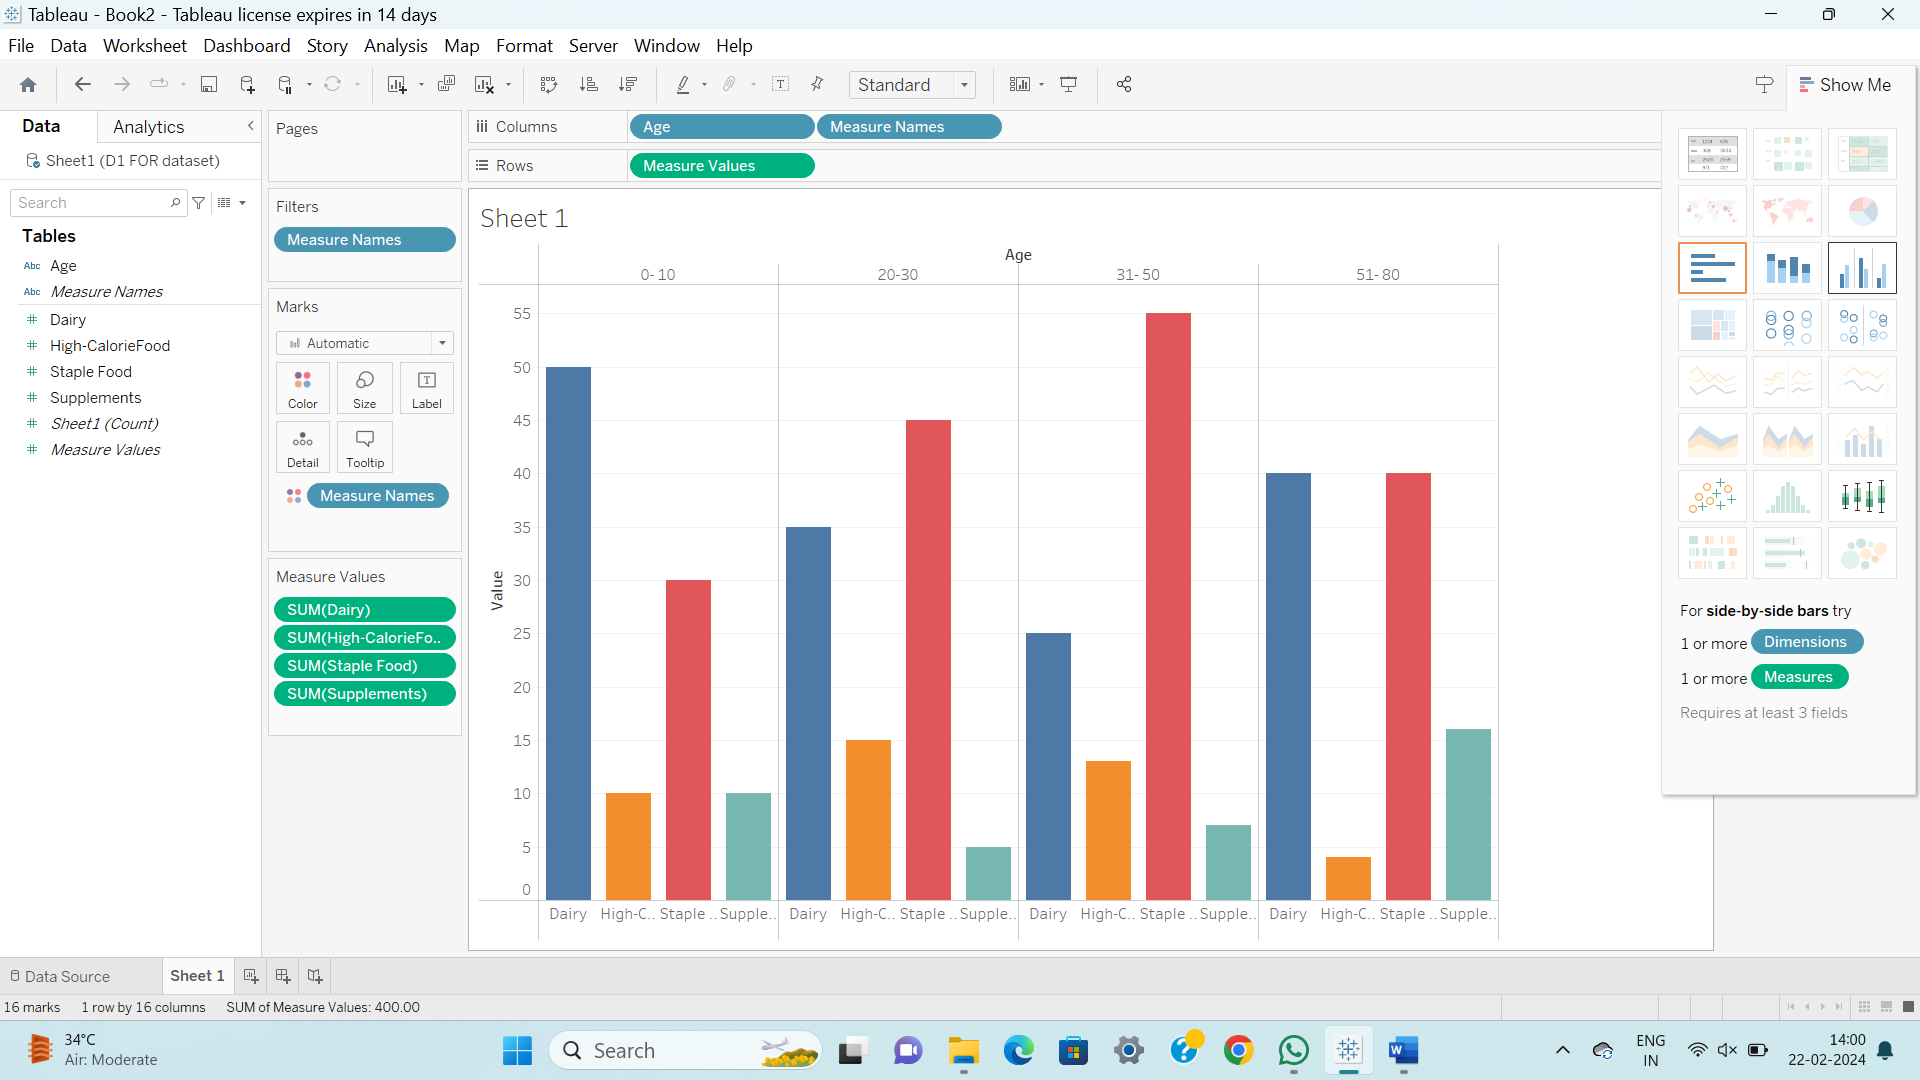 Tableau - Book2 - Tableau license expires in 14 days
File Data Worksheet Dashboard Story Analysis Map Format Server Window Help
Standard
Show Me
Data Analytics
Sheet1 (D1 FOR dataset)
Search
Tables
Abc Age
Abc Measure Names
# Dairy
# High-CalorieFood
# Staple Food
# Supplements
# Sheet1 (Count)
# Measure Values
Pages
Filters
Measure Names
Marks
Automatic
Color Size Label
Detail Tooltip
Measure Names
Measure Values
SUM(Dairy)
SUM(High-CalorieFo..
SUM(Staple Food)
SUM(Supplements)
Columns Age Measure Names
Rows Measure Values
Sheet 1
Age
0- 10 20-30 31- 50 51- 80
55
50
45
40
35
30
25
20
15
10
5
0
Value
Dairy High-C.. Staple .. Supple.. Dairy High-C.. Staple .. Supple.. Dairy High-C.. Staple .. Supple.. Dairy High-C.. Staple .. Supple..
For side-by-side bars try
1 or more Dimensions
1 or more Measures
Requires at least 3 fields
Data Source Sheet 1
16 marks 1 row by 16 columns SUM of Measure Values: 400.00
34°C
Air: Moderate
Search
ENG
IN
14:00
22-02-2024